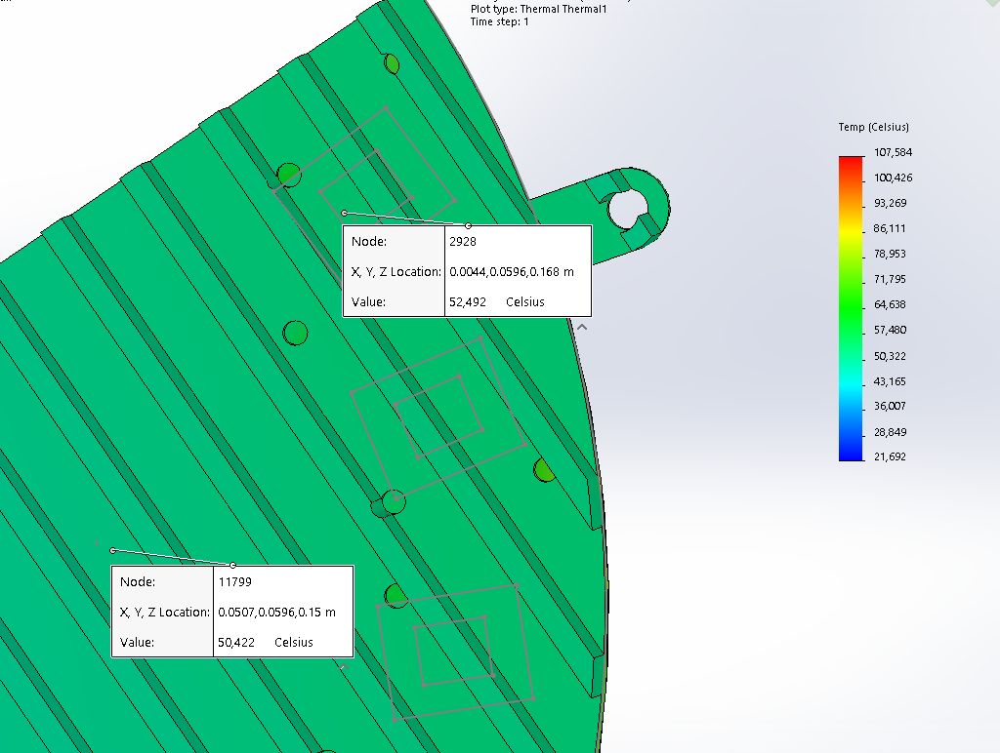 Plot type: Thermal Thermal1
Time step: 1
Temp (Celsius)
107,584
100,426
93,269
86,111
78,953
71,795
64,638
57,480
50,322
43,165
36,007
28,849
21,692
Node: 2928
X, Y, Z Location: 0.0044,0.0596,0.168 m
Value: 52,492 Celsius
Node: 11799
X, Y, Z Location: 0.0507,0.0596,0.15 m
Value: 50,422 Celsius